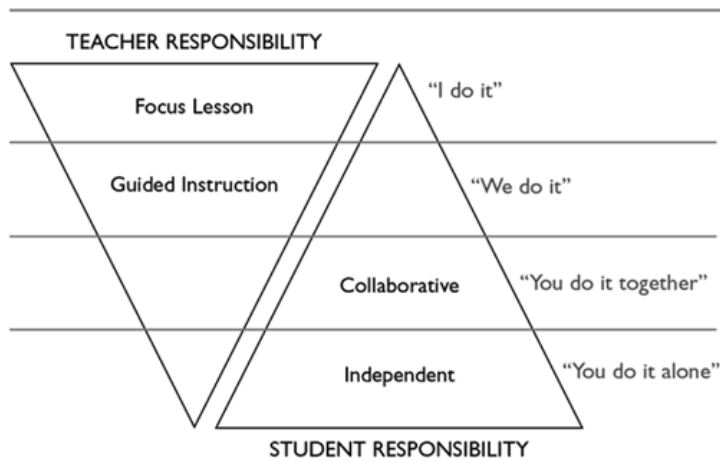 TEACHER RESPONSIBILITY
Focus Lesson
“I do it”
Guided Instruction
“We do it”
Collaborative
“You do it together”
Independent
“You do it alone”
STUDENT RESPONSIBILITY